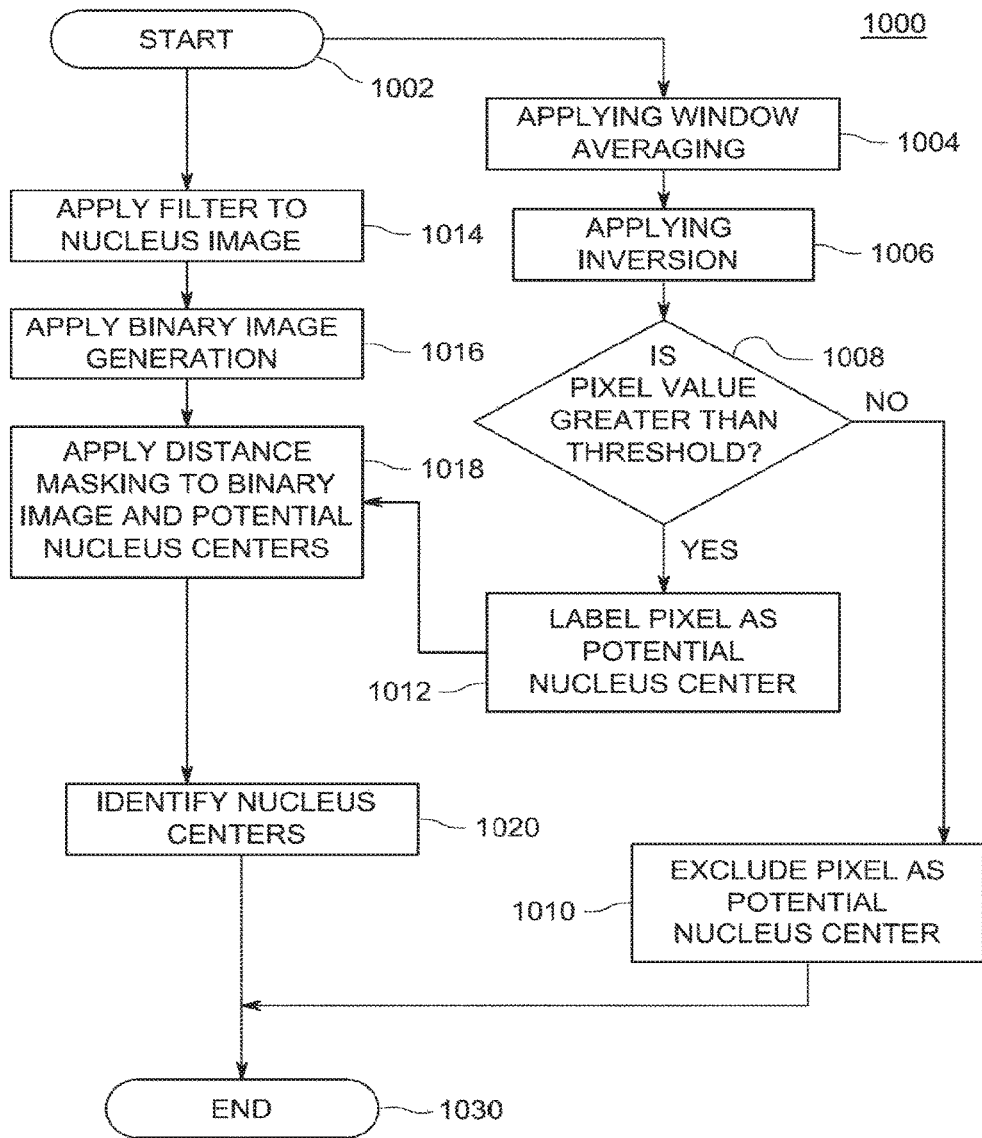 1000
START
1002
APPLYING WINDOW
AVERAGING
1004
APPLY FILTER TO
NUCLEUS IMAGE
1014
APPLYING
INVERSION
1006
APPLY BINARY IMAGE
GENERATION
1016
IS
PIXEL VALUE
GREATER THAN
THRESHOLD?
1008
NO
YES
APPLY DISTANCE
MASKING TO BINARY
IMAGE AND POTENTIAL
NUCLEUS CENTERS
1018
LABEL PIXEL AS
POTENTIAL
NUCLEUS CENTER
1012
IDENTIFY NUCLEUS
CENTERS
1020
EXCLUDE PIXEL AS
POTENTIAL
NUCLEUS CENTER
1010
END
1030